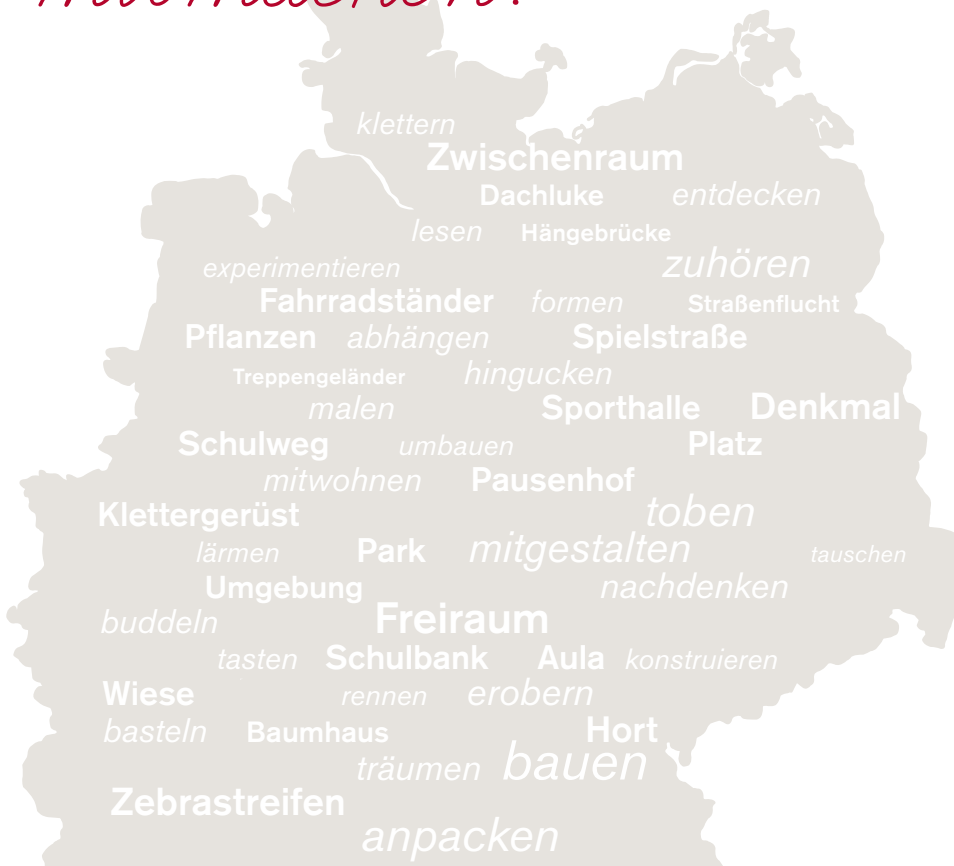 klettern
Zwischenraum
Dachluke entdecken
lesen Hängebrücke
experimentieren zuhören
Fahrradständer formen Straßenflucht
Pflanzen abhängen Spielstraße
Treppengeländer hingucken
malen Sporthalle Denkmal
Schulweg umbauen Platz
mitwohnen Pausenhof
Klettergerüst toben
lärmen Park mitgestalten tauschen
Umgebung nachdenken
buddeln Freiraum
tasten Schulbank Aula konstruieren
Wiese rennen erobern
basteln Baumhaus Hort
träumen bauen
Zebrastreifen
anpacken